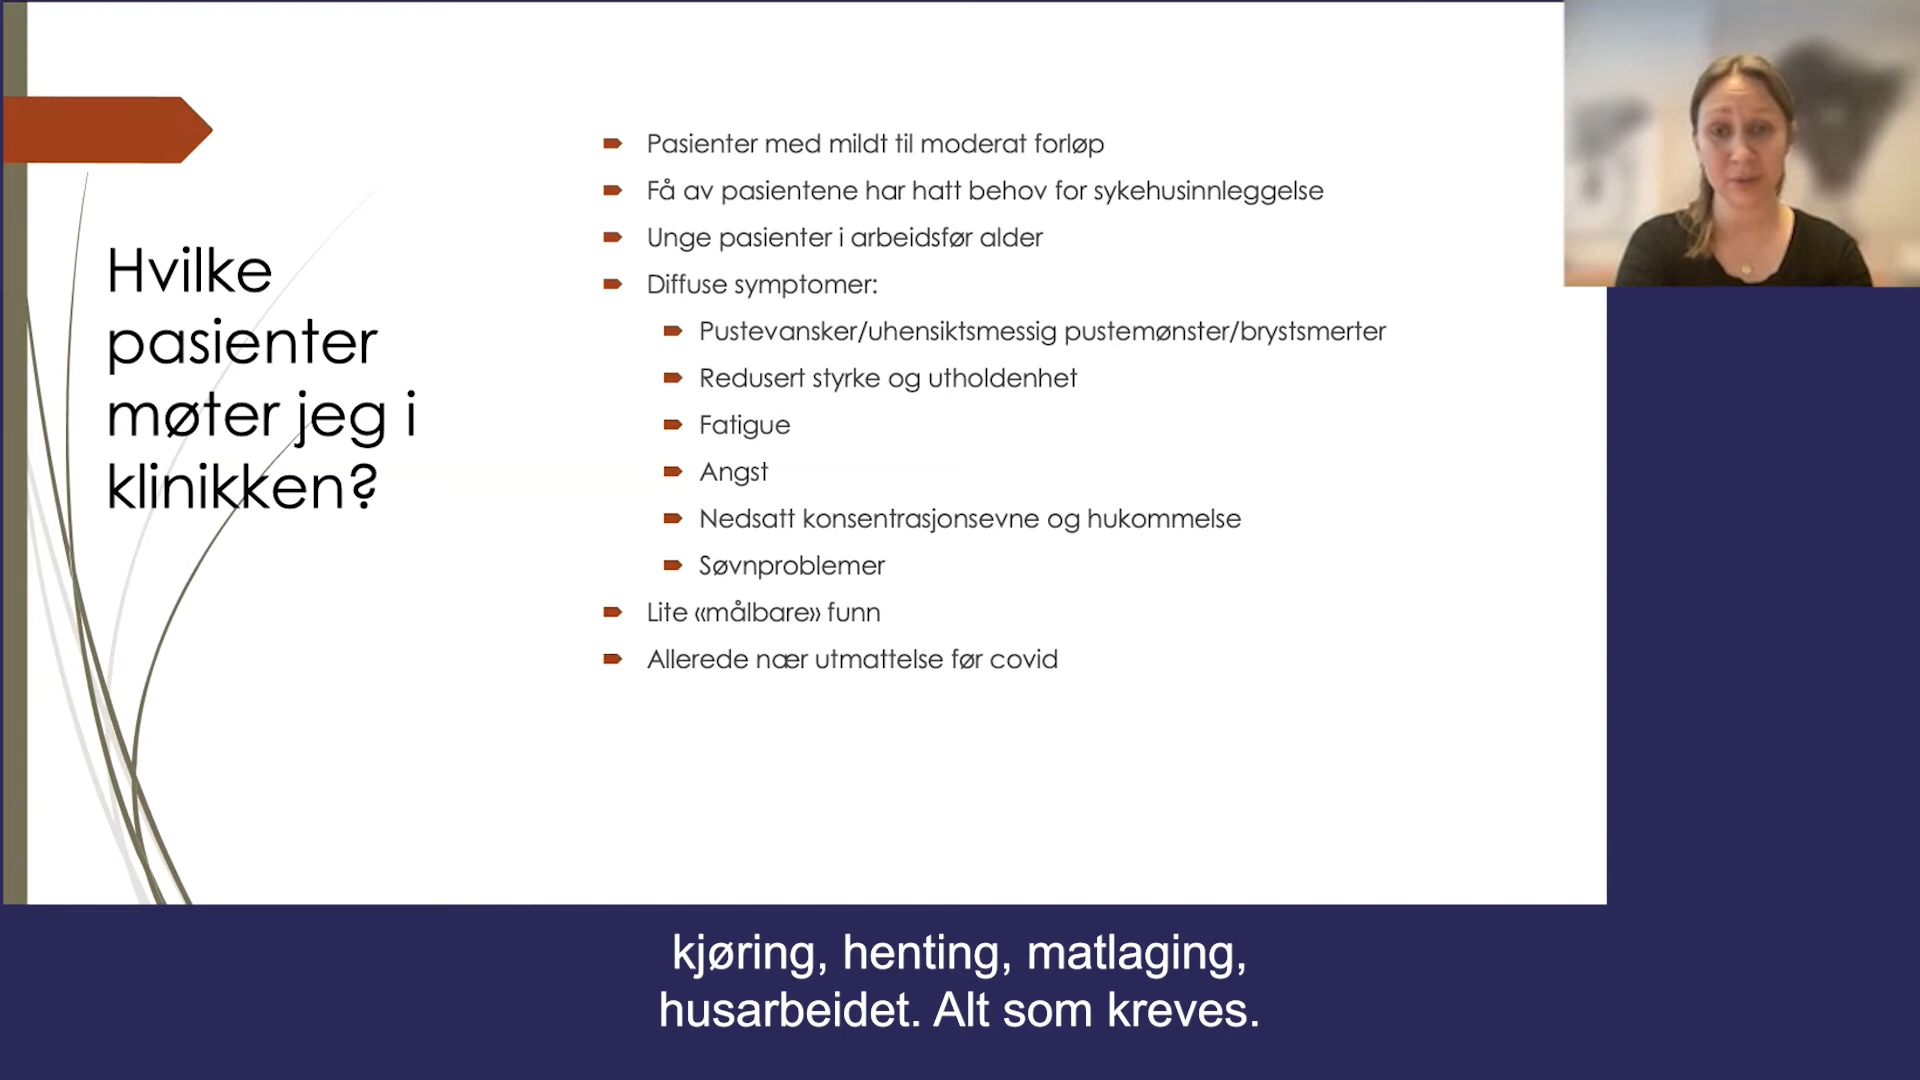 Hvilke
pasienter
møter jeg i
klinikken?
Pasienter med mildt til moderat forløp
Få av pasientene har hatt behov for sykehusinnleggelse
Unge pasienter i arbeidsfør alder
Diffuse symptomer:
Pustevansker/uhensiktsmessig pustemønster/brystsmerter
Redusert styrke og utholdenhet
Fatigue
Angst
Nedsatt konsentrasjonsevne og hukommelse
Søvnproblemer
Lite «målbare» funn
Allerede nær utmattelse før covid
kjøring, henting, matlaging,
husarbeidet. Alt som kreves.